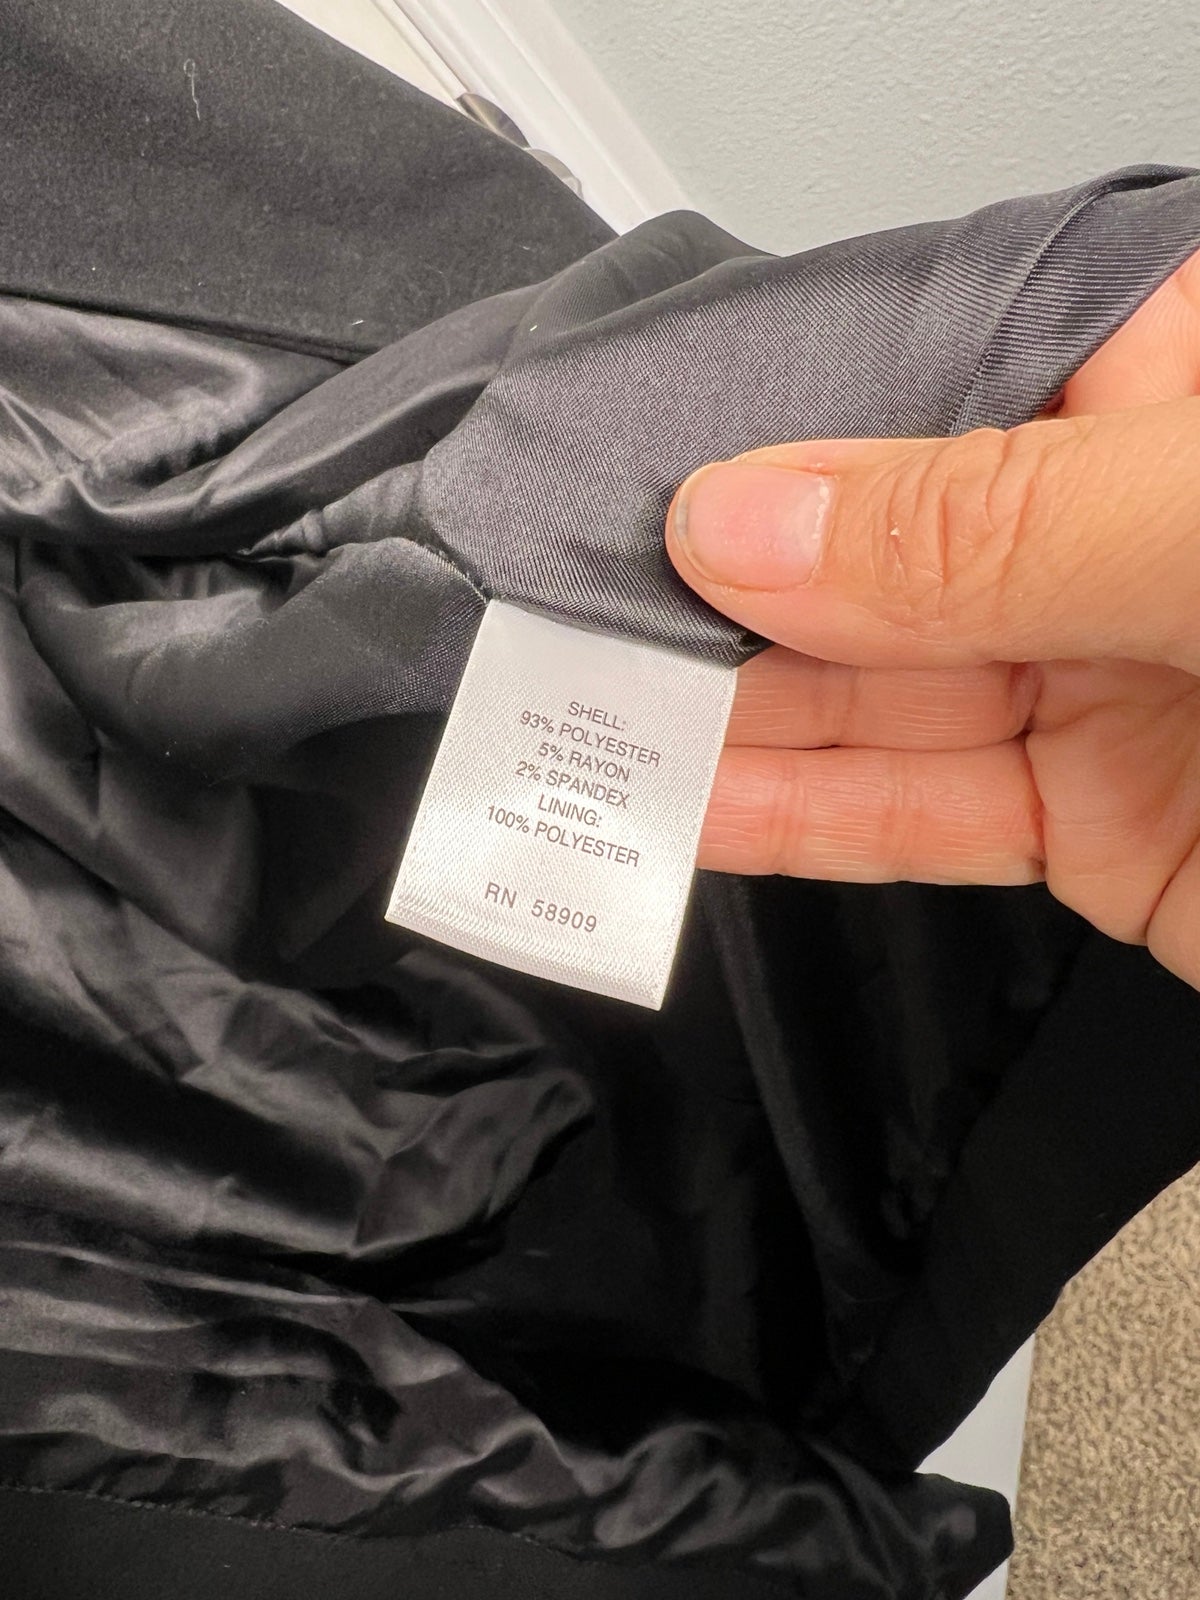 SHELL:
93% POLYESTER
5% RAYON
2% SPANDEX
LINING:
100% POLYESTER
RN 58909